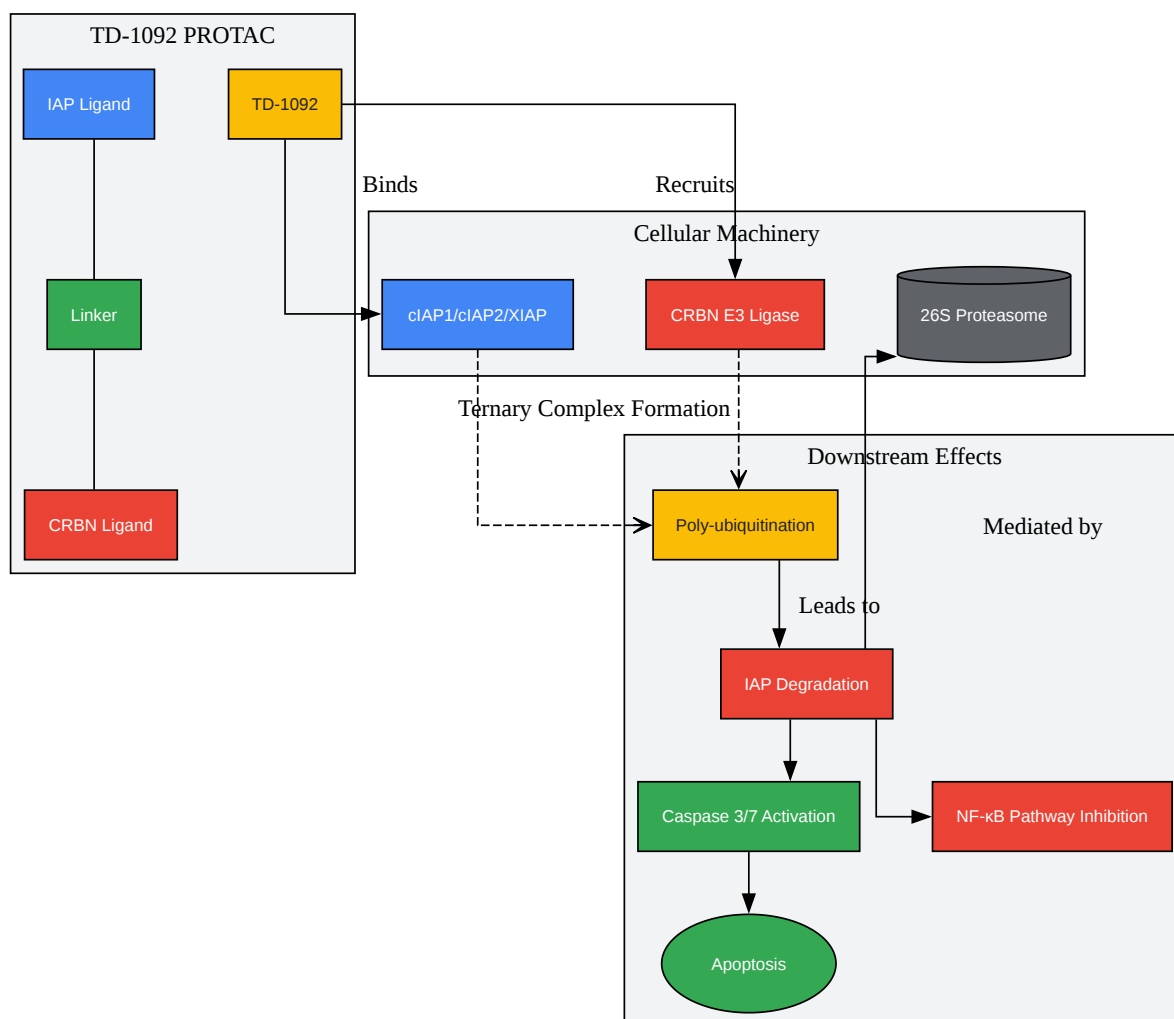 TD-1092 PROTAC
IAP Ligand
TD-1092
Binds
Recruits
Cellular Machinery
Linker
cIAP1/cIAP2/XIAP
CRBN E3 Ligase
26S Proteasome
Ternary Complex Formation
Downstream Effects
CRBN Ligand
Poly-ubiquitination
Mediated by
Leads to
IAP Degradation
Caspase 3/7 Activation
NF-κB Pathway Inhibition
Apoptosis